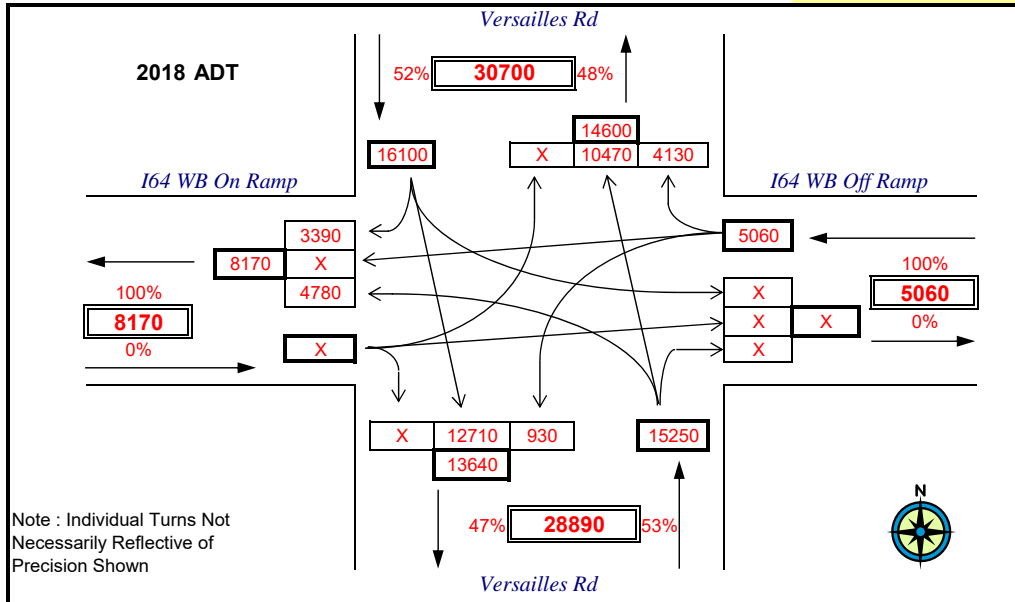 Versailles Rd
2018 ADT
52% 30700 48%
14600
16100 X 10470 4130
I64 WB On Ramp I64 WB Off Ramp
3390
8170 X
4780
5060
100%
8170
0%
100%
5060
0%
X
X X
X
X
X 12710 930
13640
15250
47% 28890 53%
N
Note : Individual Turns Not
Necessarily Reflective of
Precision Shown
Versailles Rd